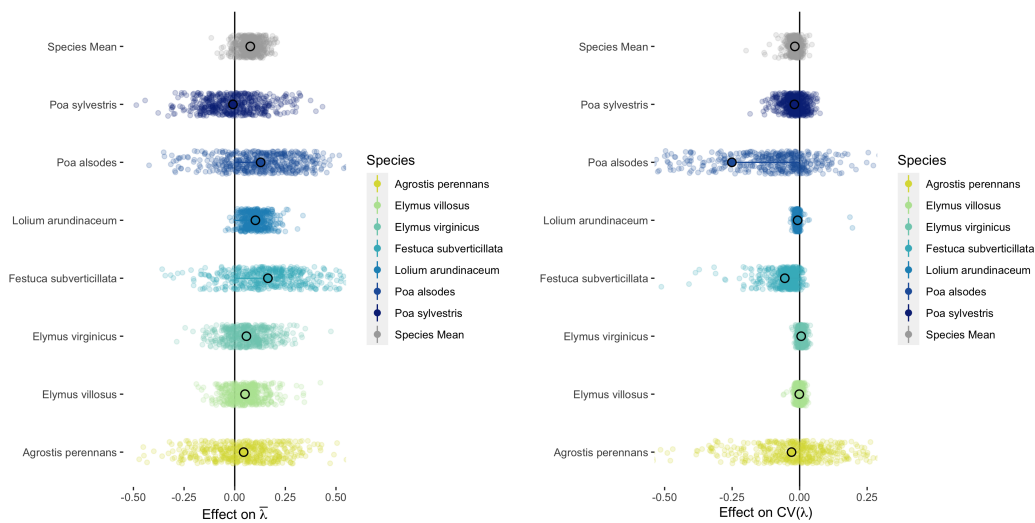 Species Mean
Poa sylvestris
Poa alsodes
Lolium arundinaceum
Festuca subverticillata
Elymus virginicus
Elymus villosus
Agrostis perennans
-0.50 -0.25 0.00 0.25 0.50
Effect on λ̅
Species
Agrostis perennans
Elymus villosus
Elymus virginicus
Festuca subverticillata
Lolium arundinaceum
Poa alsodes
Poa sylvestris
Species Mean
Species Mean
Poa sylvestris
Poa alsodes
Lolium arundinaceum
Festuca subverticillata
Elymus virginicus
Elymus villosus
Agrostis perennans
-0.50 -0.25 0.00 0.25
Effect on CV(λ)
Species
Agrostis perennans
Elymus villosus
Elymus virginicus
Festuca subverticillata
Lolium arundinaceum
Poa alsodes
Poa sylvestris
Species Mean